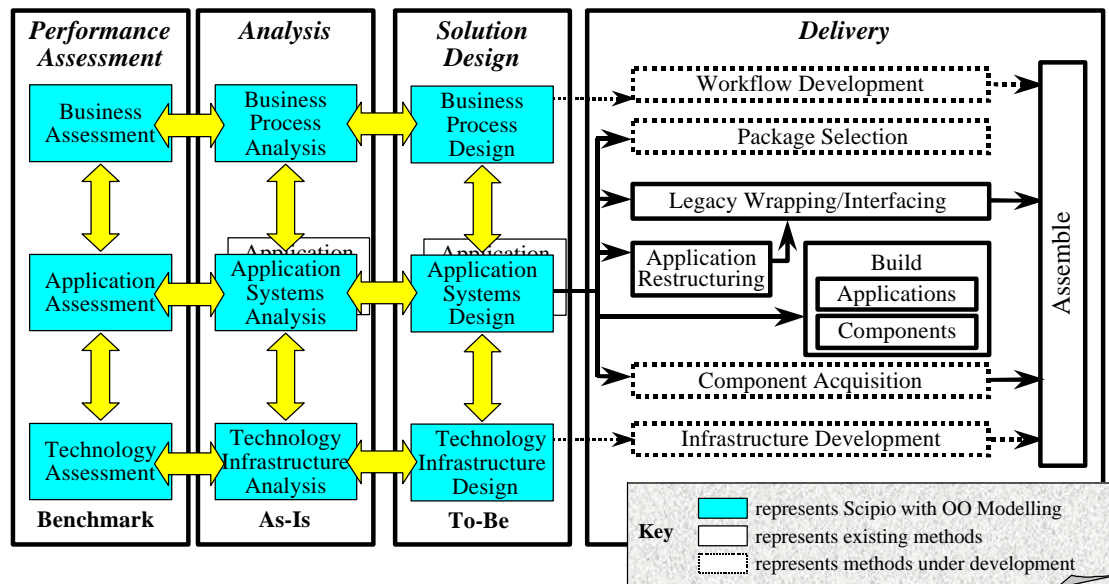 Performance
Assessment
Business
Assessment
Application
Assessment
Technology
Assessment
Benchmark
Analysis
Business
Process
Analysis
Application
Application
Systems
Analysis
Technology
Infrastructure
Analysis
As-Is
Solution
Design
Business
Process
Design
Application
Application
Systems
Design
Technology
Infrastructure
Design
To-Be
Delivery
Workflow Development
Package Selection
Legacy Wrapping/Interfacing
Application
Restructuring
Build
Applications
Components
Component Acquisition
Infrastructure Development
Assemble
Key
represents Scipio with OO Modelling
represents existing methods
represents methods under development